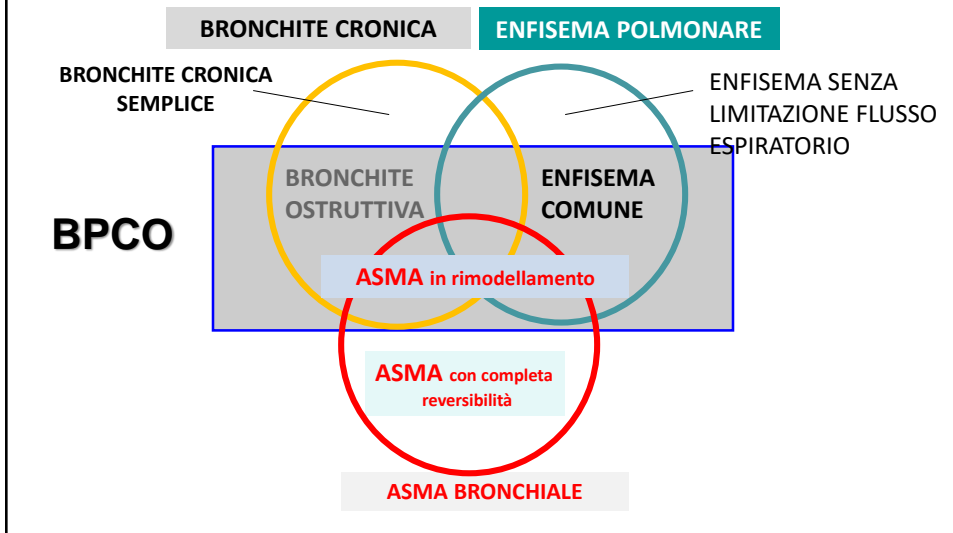 BRONCHITE CRONICA
ENFISEMA POLMONARE
BRONCHITE CRONICA
SEMPLICE
ENFISEMA SENZA
LIMITAZIONE FLUSSO
ESPIRATORIO
BRONCHITE
OSTRUTTIVA
ENFISEMA
COMUNE
BPCO
ASMA in rimodellamento
ASMA con completa
reversibilità
ASMA BRONCHIALE